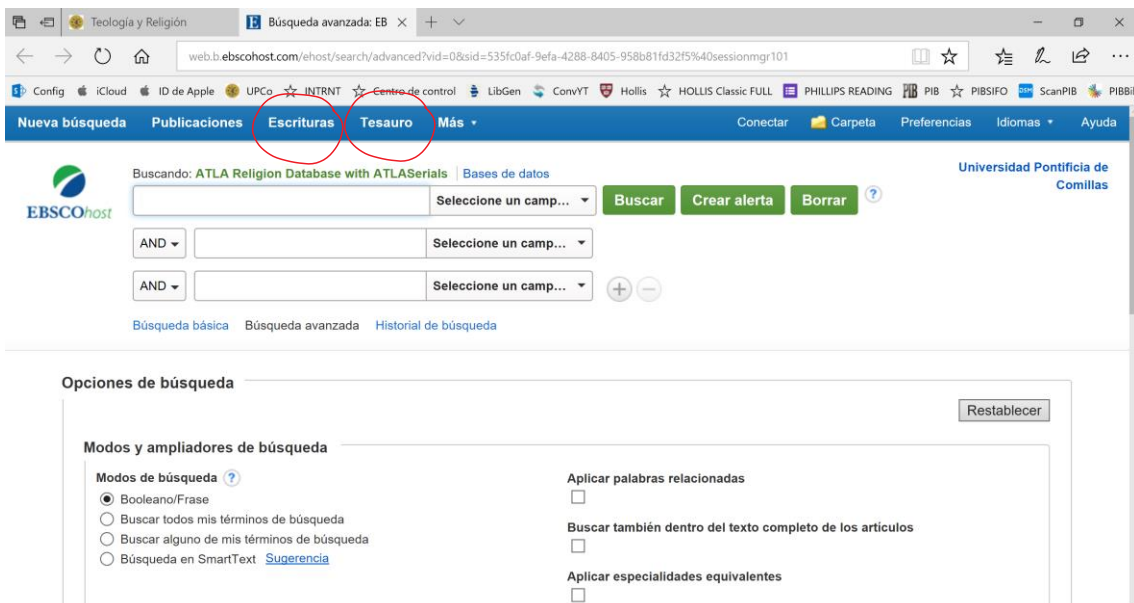 Teología y Religión
Búsqueda avanzada: EB
web.b.ebscohost.com/ehost/search/advanced?vid=0&sid=535fc0af-9efa-4288-8405-958b81fd32f5%40sessionmgr101
Config iCloud ID de Apple UPCo INTRNT Centro de control LibGen ConvYT Hollis HOLLIS Classic FULL PHILLIPS READING PIB PIBSIFO ScanPIB PIBBi
Nueva búsqueda Publicaciones Escrituras Tesauro Más Conectar Carpeta Preferencias Idiomas Ayuda
Buscando: ATLA Religion Database with ATLASerials Bases de datos
Universidad Pontificia de Comillas
EBSCOhost
Seleccione un camp... Buscar Crear alerta Borrar ?
AND Seleccione un camp...
AND Seleccione un camp...
Búsqueda básica Búsqueda avanzada Historial de búsqueda
Opciones de búsqueda
Restablecer
Modos y ampliadores de búsqueda
Modos de búsqueda ?
Booleano/Frase
Buscar todos mis términos de búsqueda
Buscar alguno de mis términos de búsqueda
Búsqueda en SmartText Sugerencia
Aplicar palabras relacionadas
Buscar también dentro del texto completo de los artículos
Aplicar especialidades equivalentes